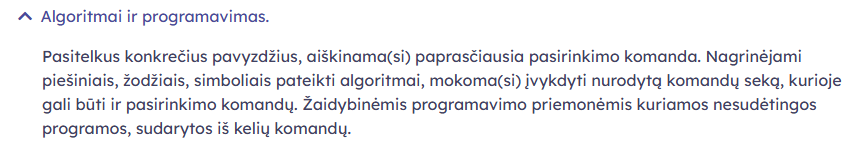 Algoritmai ir programavimas.
Pasitelkus konkrečius pavyzdžius, aiškinama(si) paprasčiausia pasirinkimo komanda. Nagrinėjami
piešiniais, žodžiais, simboliais pateikti algoritmai, mokoma(si) įvykdyti nurodytą komandų seką, kurioje
gali būti ir pasirinkimo komandų. Žaidybinėmis programavimo priemonėmis kuriamos nesudėtingos
programos, sudarytos iš kelių komandų.